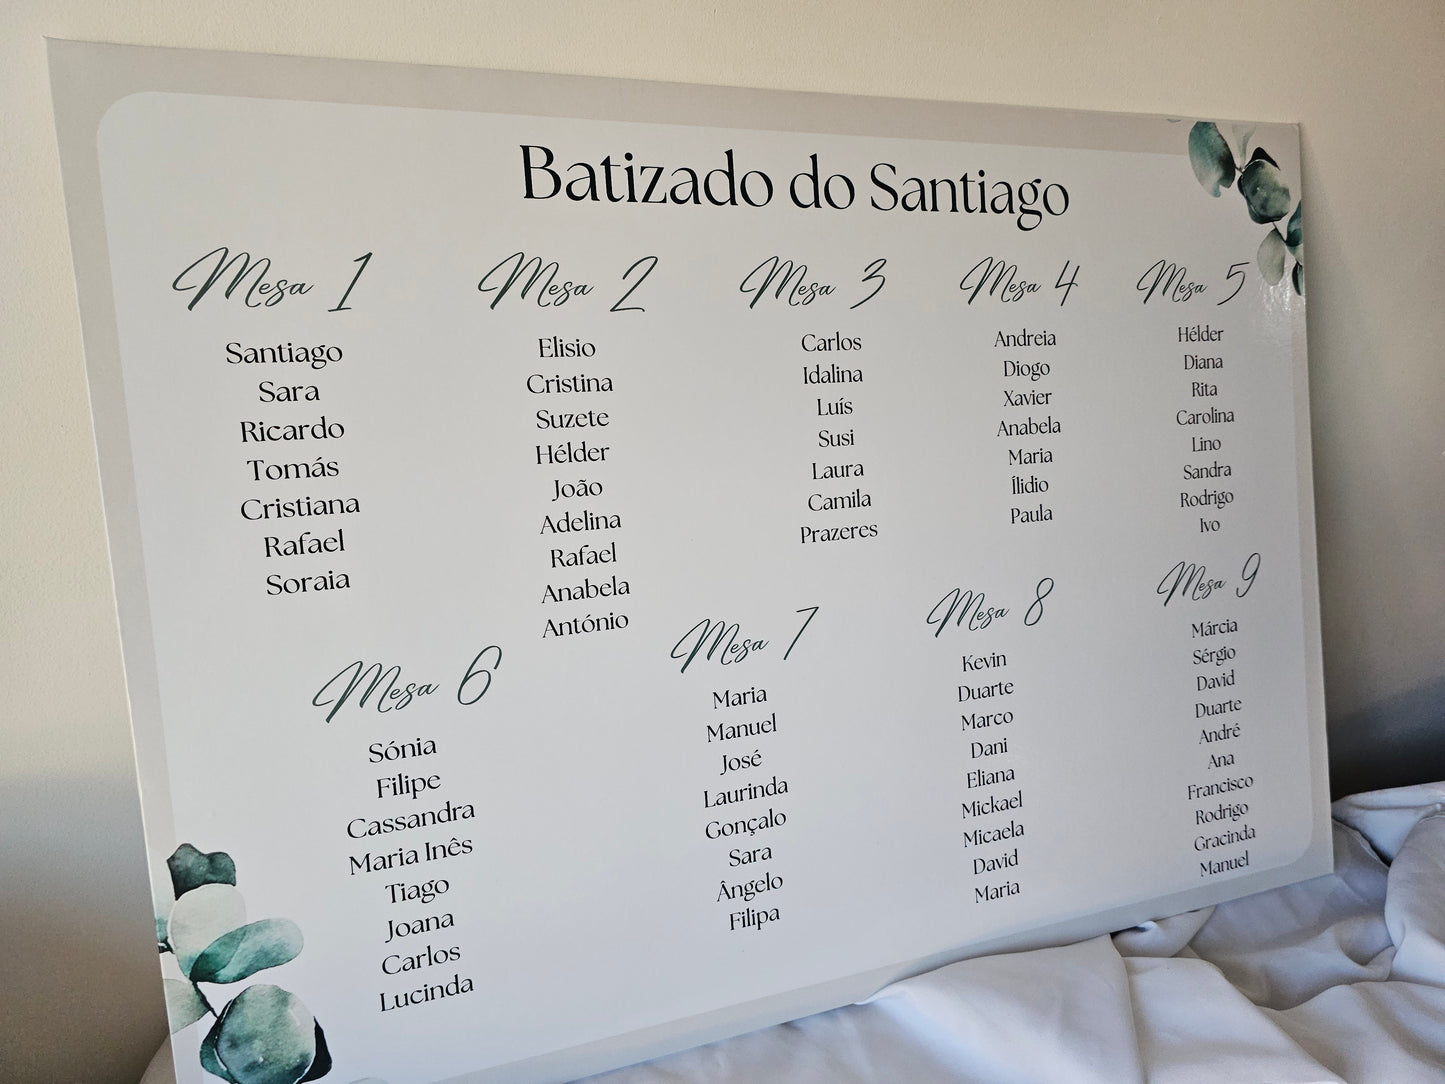 Batizado do Santiago
Mesa 1
Santiago
Sara
Ricardo
Tomás
Cristiana
Rafael
Soraia
Mesa 2
Elisio
Cristina
Suzete
Hélder
João
Adelina
Rafael
Anabela
António
Mesa 3
Carlos
Idalina
Luís
Susi
Laura
Camila
Prazeres
Mesa 4
Andreia
Diogo
Xavier
Anabela
Maria
Ílidio
Paula
Mesa 5
Hélder
Diana
Rita
Carolina
Lino
Sandra
Rodrigo
Ivo
Mesa 6
Sónia
Filipe
Cassandra
Maria Inês
Tiago
Joana
Carlos
Lucinda
Mesa 7
Maria
Manuel
José
Laurinda
Gonçalo
Sara
Ângelo
Filipa
Mesa 8
Kevin
Duarte
Marco
Dani
Eliana
Mickael
Micaela
David
Maria
Mesa 9
Márcia
Sérgio
David
Duarte
André
Ana
Francisco
Rodrigo
Gracinda
Manuel